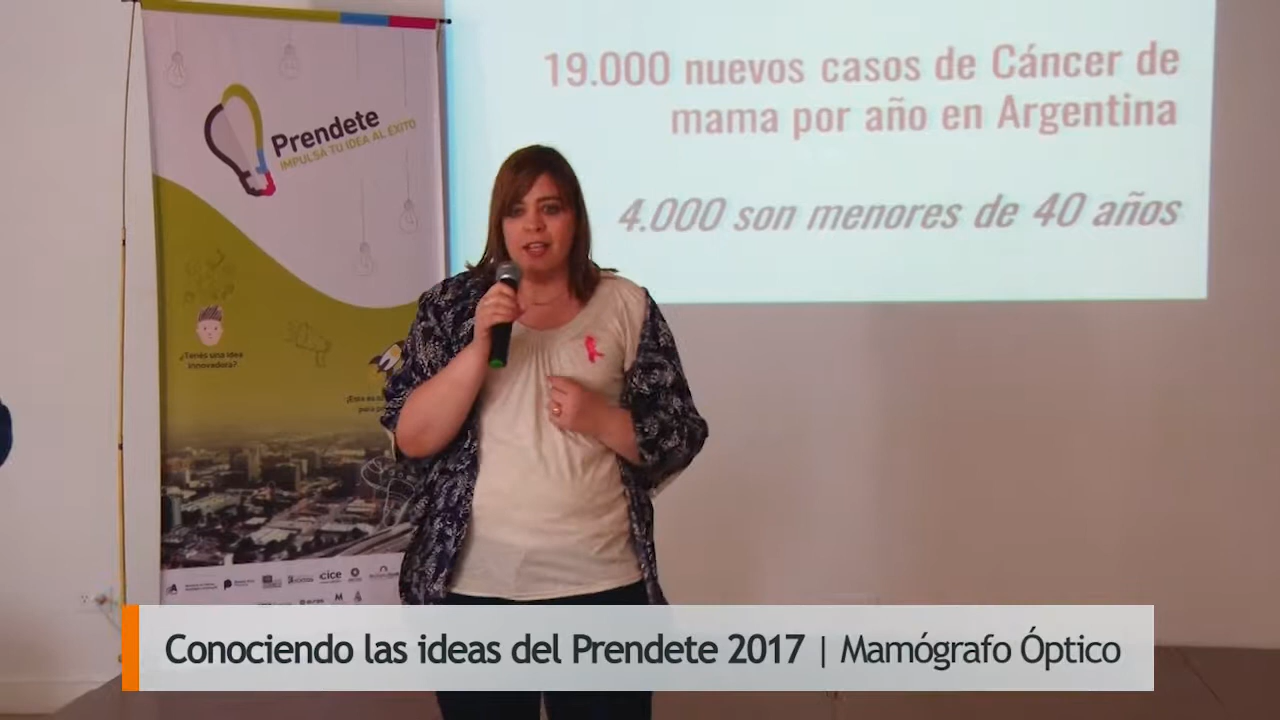 19.000 nuevos casos de Cáncer de
mama por año en Argentina
4.000 son menores de 40 años
Prendete
IMPULSA TU IDEA AL EXITO
¿Tenés una idea
innovadora?
cice
Conociendo las ideas del Prendete 2017 | Mamógrafo Óptico